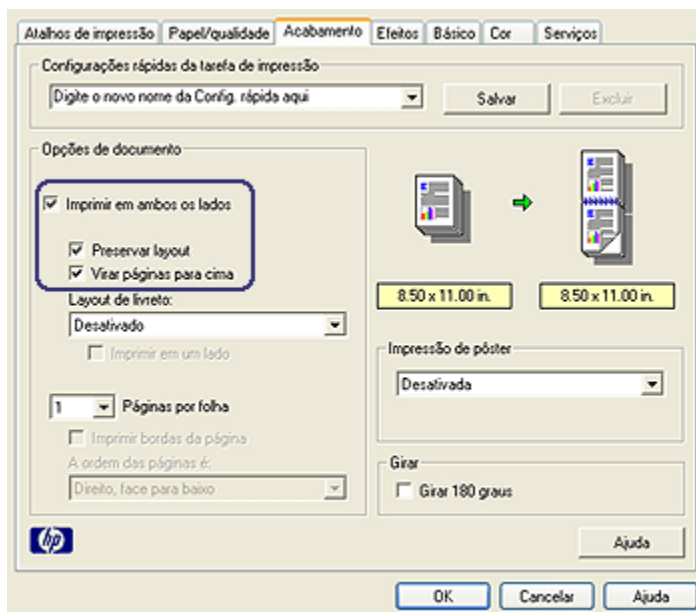 Atalhos de impressão Papel/qualidade Acabamento Efeitos Básico Cor Serviços
Configurações rápidas da tarefa de impressão
Digite o novo nome da Config. rápida aqui Salvar Excluir
Opções de documento
Imprimir em ambos os lados
Preservar layout
Virar páginas para cima
Layout de livreto:
Desativado
Imprimir em um lado
1 Páginas por folha
Imprimir bordas da página
A ordem das páginas é:
Direito, face para baixo
8.50 x 11.00 in. 8.50 x 11.00 in.
Impressão de pôster
Desativada
Girar
Girar 180 graus
hp
Ajuda
OK Cancelar Ajuda